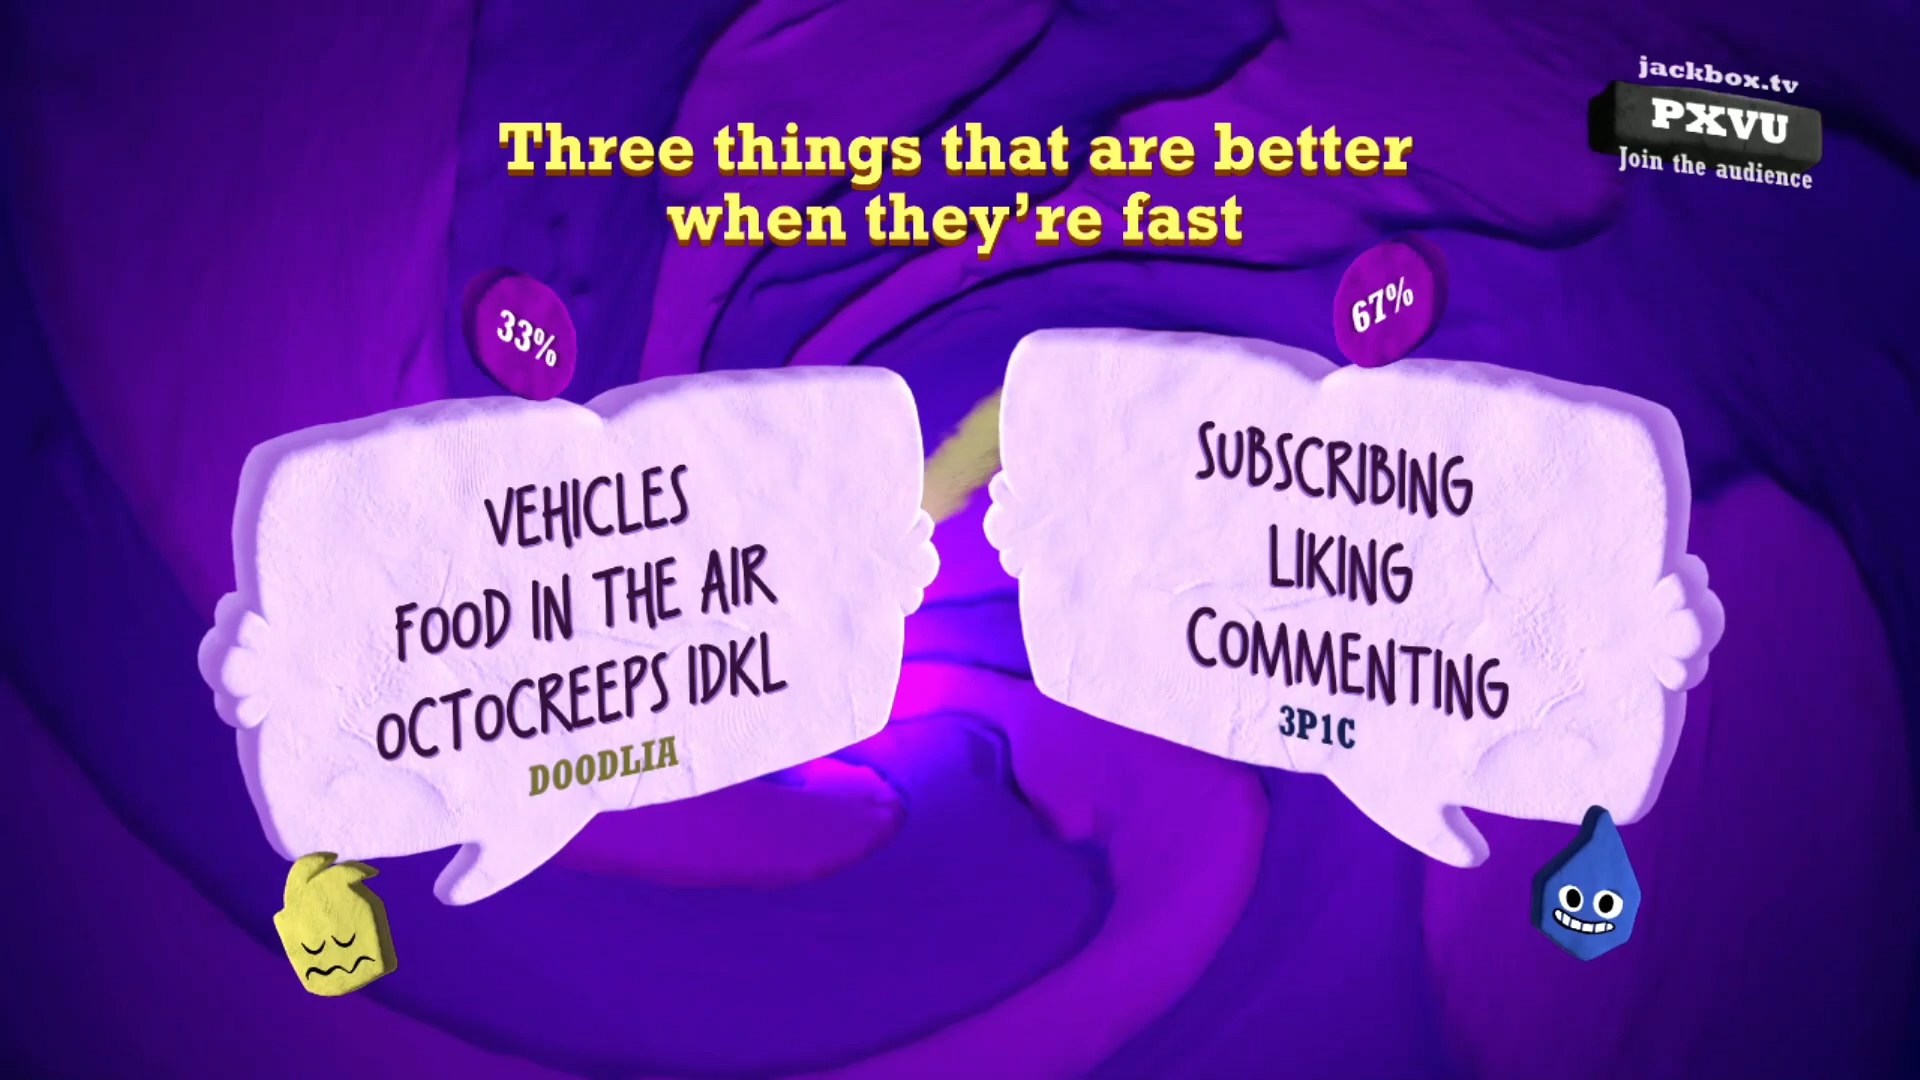 jackbox.tv
PXVU
Join the audience
Three things that are better
when they’re fast
33%
VEHICLES
FOOD IN THE AIR
OCTOCREEPS IDKL
DOODLIA
67%
SUBSCRIBING
LIKING
COMMENTING
3P1C